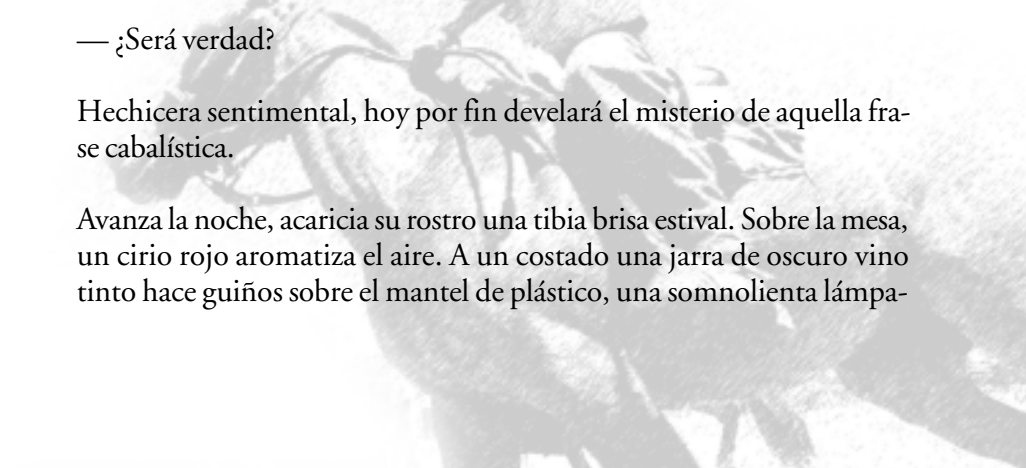 — ¿Será verdad?
Hechicera sentimental, hoy por fin develará el misterio de aquella fra-
se cabalística.
Avanza la noche, acaricia su rostro una tibia brisa estival. Sobre la mesa,
un cirio rojo aromatiza el aire. A un costado una jarra de oscuro vino
tinto hace guiños sobre el mantel de plástico, una somnolienta lámpa-